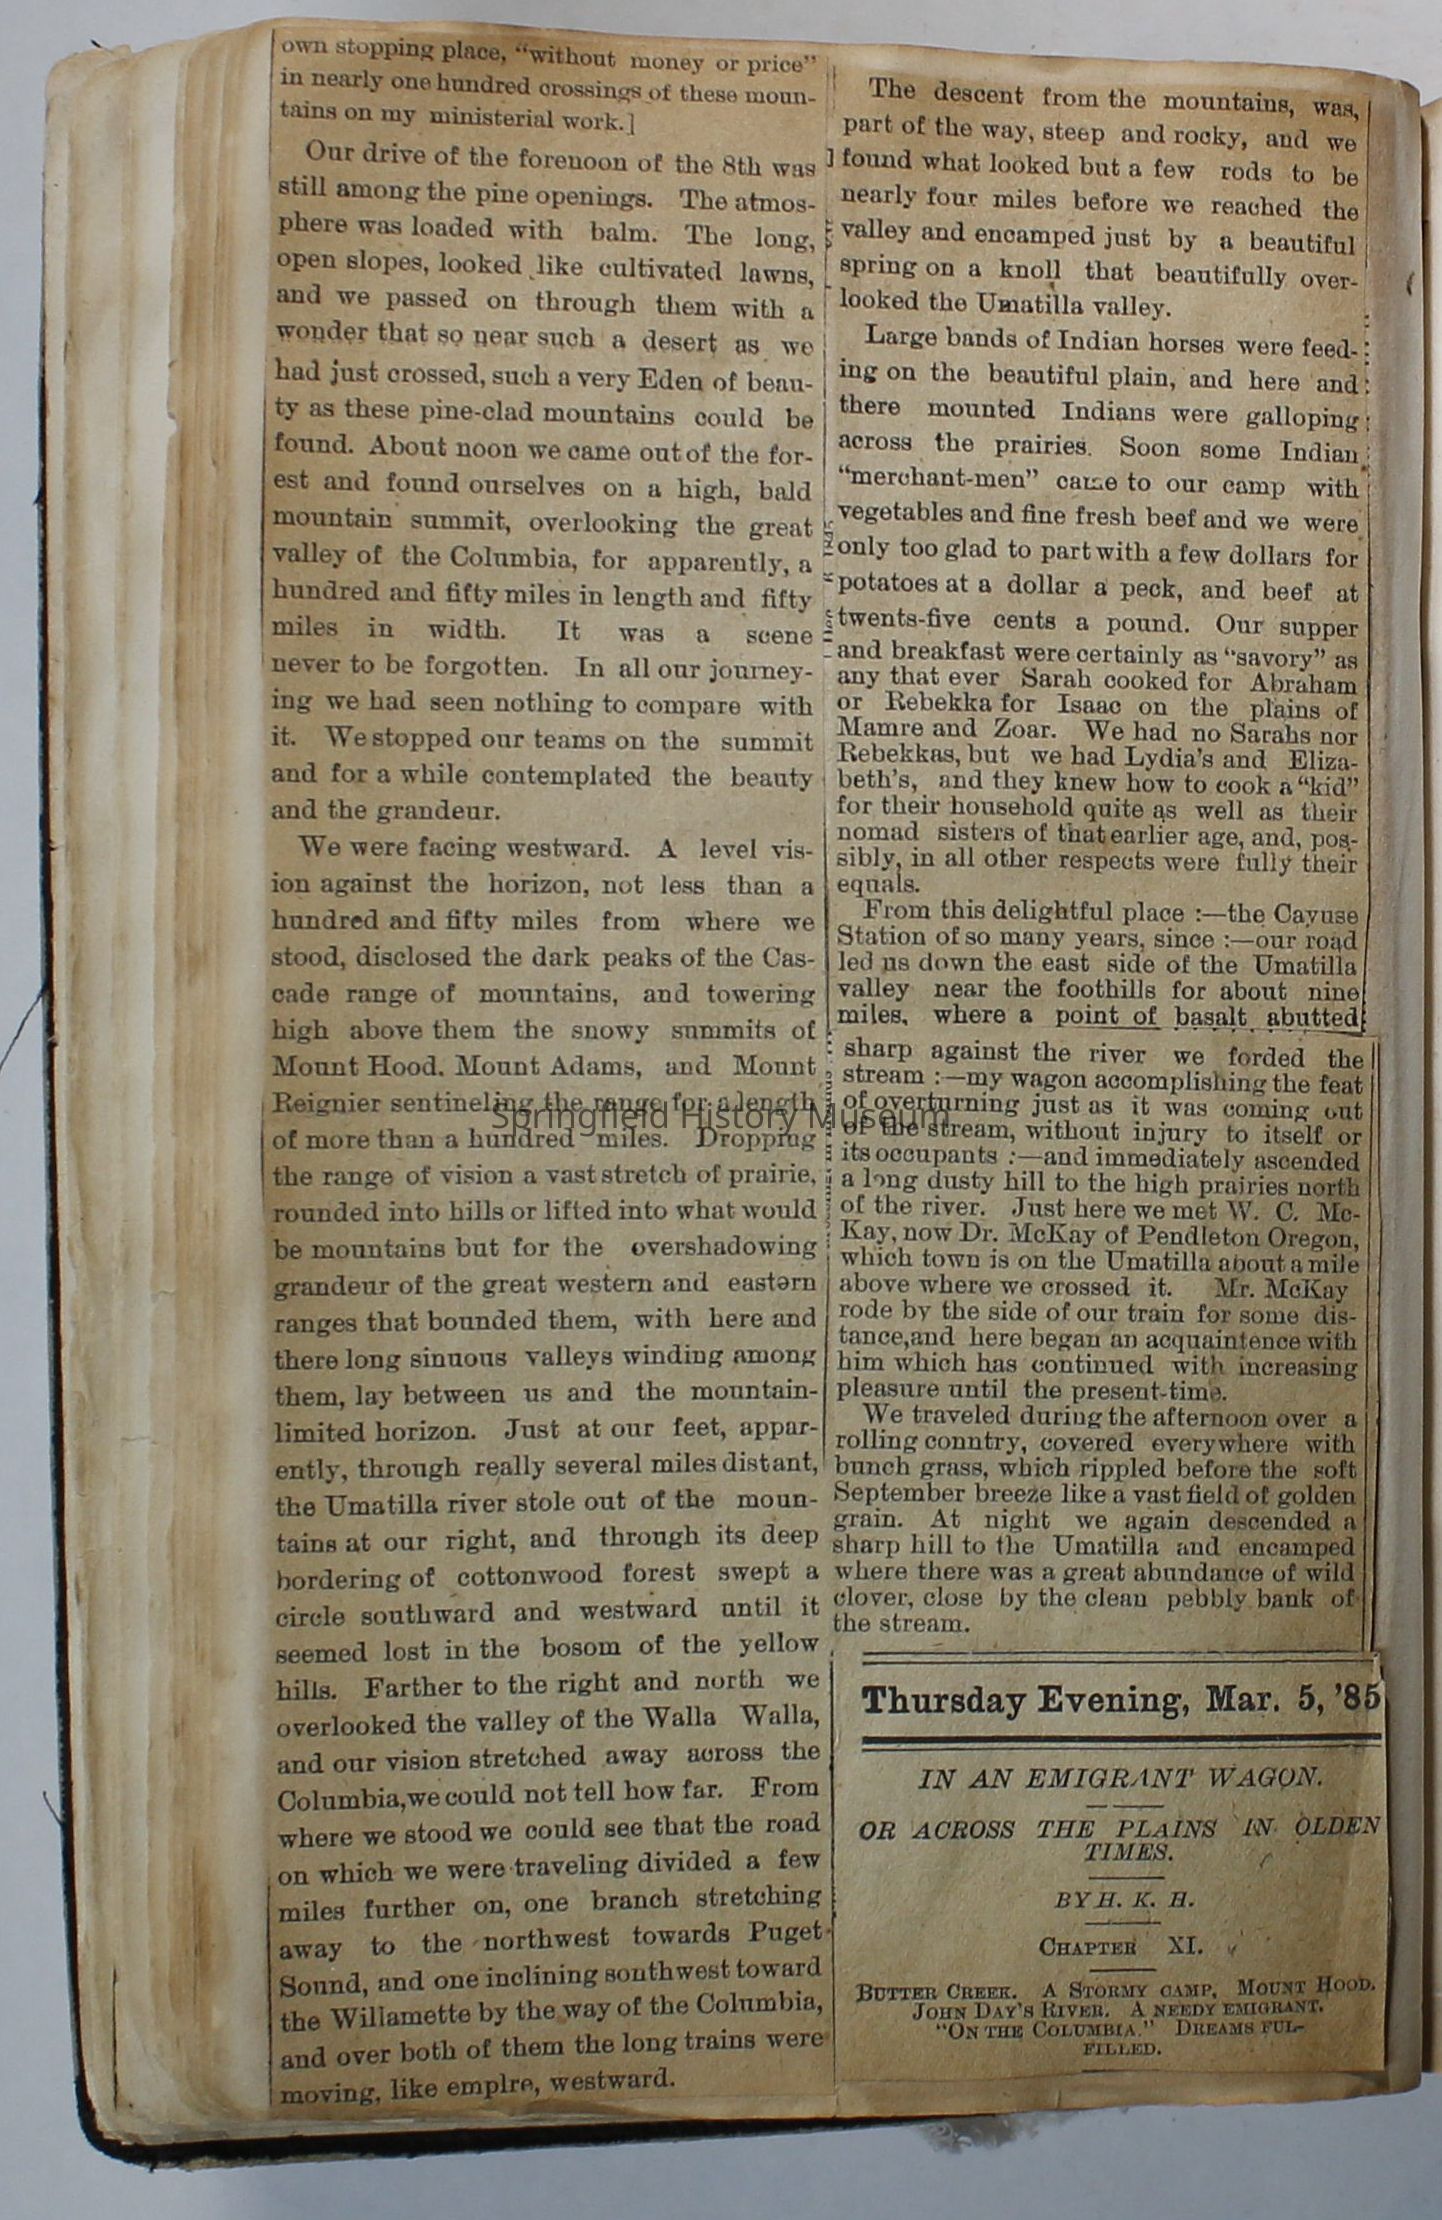 own stopping place, “without money or price”
in nearly one hundred crossings of these moun-
tains on my ministerial work.]
Our drive of the forenoon of the 8th was
still among the pine openings. The atmos-
phere was loaded with balm. The long,
open slopes, looked like cultivated lawns,
and we passed on through them with a
wonder that so near such a desert as we
had just crossed, such a very Eden of beau-
ty as these pine-clad mountains could be
found. About noon we came out of the for-
est and found ourselves on a high, bald
mountain summit, overlooking the great
valley of the Columbia, for apparently, a
hundred and fifty miles in length and fifty
miles in width. It was a scene
never to be forgotten. In all our journey-
ing we had seen nothing to compare with
it. We stopped our teams on the summit
and for a while contemplated the beauty
and the grandeur.
We were facing westward. A level vis-
ion against the horizon, not less than a
hundred and fifty miles from where we
stood, disclosed the dark peaks of the Cas-
cade range of mountains, and towering
high above them the snowy summits of
Mount Hood. Mount Adams, and Mount
Reignier sentineling the range for a length
of more than a hundred miles. Dropping
the range of vision a vast stretch of prairie,
rounded into hills or lifted into what would
be mountains but for the overshadowing
grandeur of the great western and eastern
ranges that bounded them, with here and
there long sinuous valleys winding among
them, lay between us and the mountain-
limited horizon. Just at our feet, appar-
ently, through really several miles distant,
the Umatilla river stole out of the moun-
tains at our right, and through its deep
bordering of cottonwood forest swept a
circle southward and westward until it
seemed lost in the bosom of the yellow
hills. Farther to the right and north we
overlooked the valley of the Walla Walla,
and our vision stretched away across the
Columbia,we could not tell how far. From
where we stood we could see that the road
on which we were traveling divided a few
miles further on, one branch stretching
away to the northwest towards Puget
Sound, and one inclining southwest toward
the Willamette by the way of the Columbia,
and over both of them the long trains were
moving, like empire, westward.
The descent from the mountains, was,
part of the way, steep and rocky, and we
found what looked but a few rods to be
nearly four miles before we reached the
valley and encamped just by a beautiful
spring on a knoll that beautifully over-
looked the Umatilla valley.
Large bands of Indian horses were feed-
ing on the beautiful plain, and here and
there mounted Indians were galloping
across the prairies. Soon some Indian
“merchant-men” came to our camp with
vegetables and fine fresh beef and we were
only too glad to part with a few dollars for
potatoes at a dollar a peck, and beef at
twents-five cents a pound. Our supper
and breakfast were certainly as “savory” as
any that ever Sarah cooked for Abraham
or Rebekka for Isaac on the plains of
Mamre and Zoar. We had no Sarahs nor
Rebekkas, but we had Lydia's and Eliza-
beth's, and they knew how to cook a “kid”
for their household quite as well as their
nomad sisters of that earlier age, and, pos-
sibly, in all other respects were fully their
equals.
From this delightful place :—the Cayuse
Station of so many years, since :—our road
led us down the east side of the Umatilla
valley near the foothills for about nine
miles, where a point of basalt abutted
sharp against the river we forded the
stream :—my wagon accomplishing the feat
of overturning just as it was coming out
of the stream, without injury to itself or
its occupants :—and immediately ascended
a long dusty hill to the high prairies north
of the river. Just here we met W. C. Mc-
Kay, now Dr. McKay of Pendleton Oregon,
which town is on the Umatilla about a mile
above where we crossed it. Mr. McKay
rode by the side of our train for some dis-
tance,and here began an acquaintence with
him which has continued with increasing
pleasure until the present-time.
We traveled during the afternoon over a
rolling conntry, covered everywhere with
bunch grass, which rippled before the soft
September breeze like a vast field of golden
grain. At night we again descended a
sharp hill to the Umatilla and encamped
where there was a great abundance of wild
clover, close by the clean pebbly bank of
the stream.
Thursday Evening, Mar. 5, '85
IN AN EMIGRANT WAGON.
OR ACROSS THE PLAINS IN OLDEN
TIMES.
BY H. K. H.
CHAPTER XI.
BUTTER CREEK. A STORMY CAMP, MOUNT HOOD.
JOHN DAY'S RIVER. A NEEDY EMIGRANT.
“ON THE COLUMBIA.” DREAMS FUL-
FILLED.
Springfield History Museum